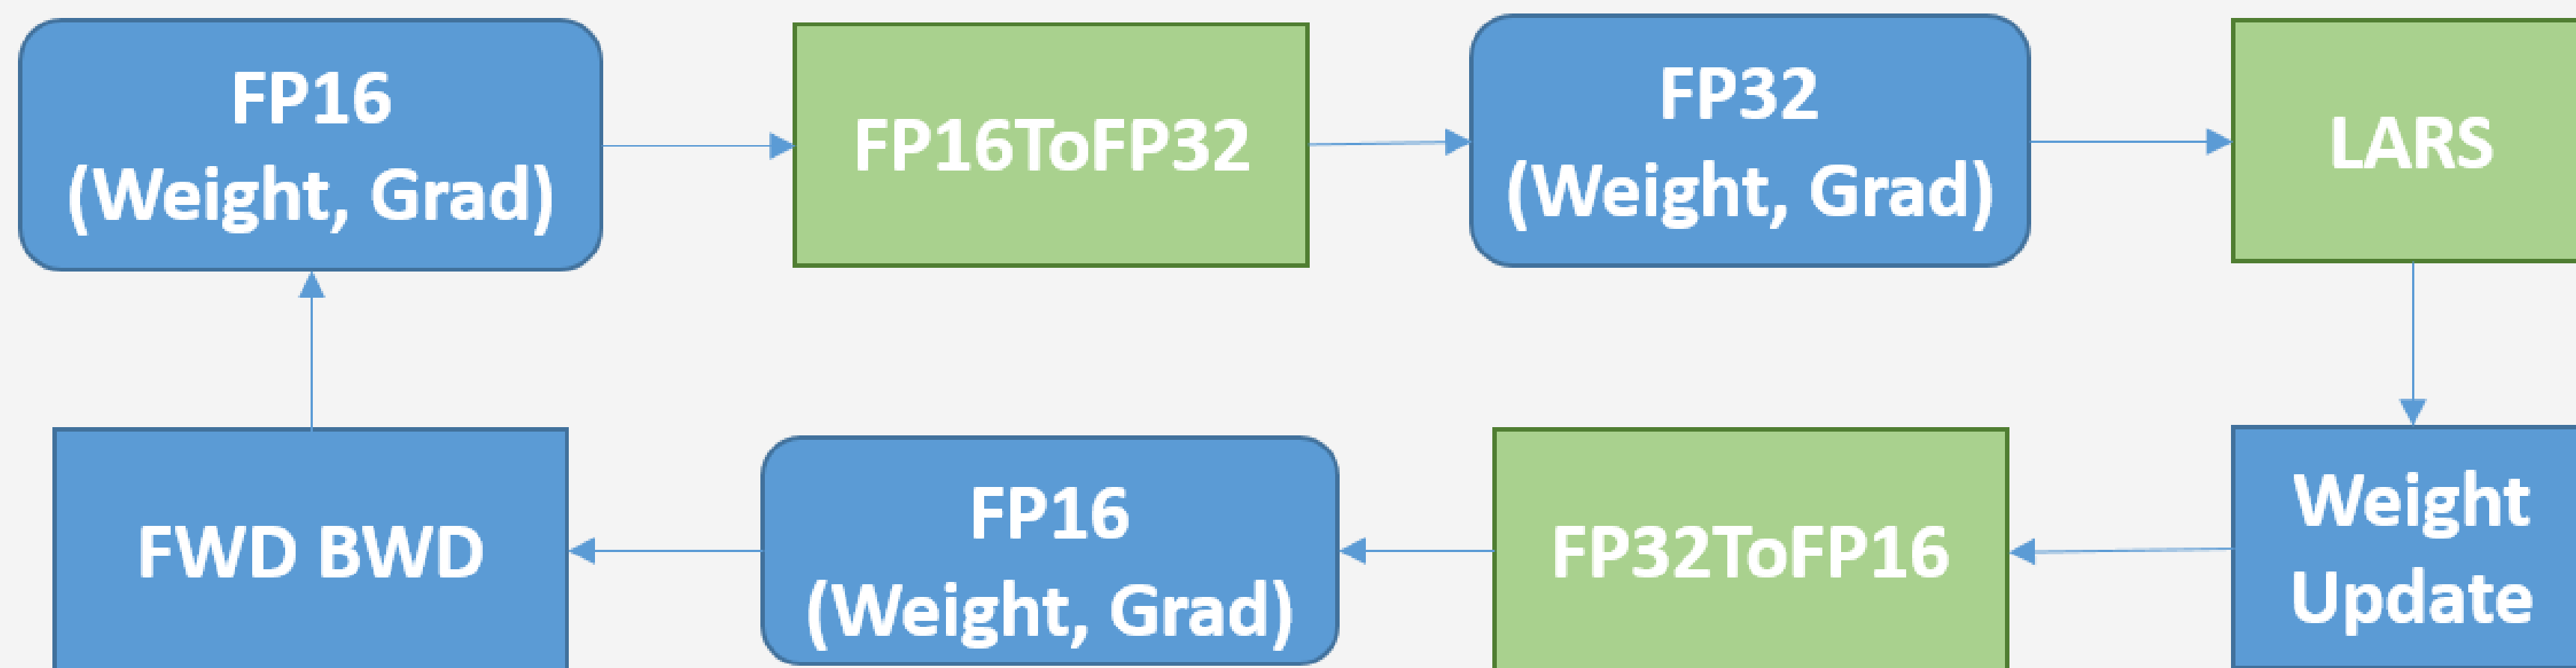 FP16
(Weight, Grad)
FP16ToFP32
FP32
(Weight, Grad)
LARS
FWD BWD
FP16
(Weight, Grad)
FP32ToFP16
Weight
Update